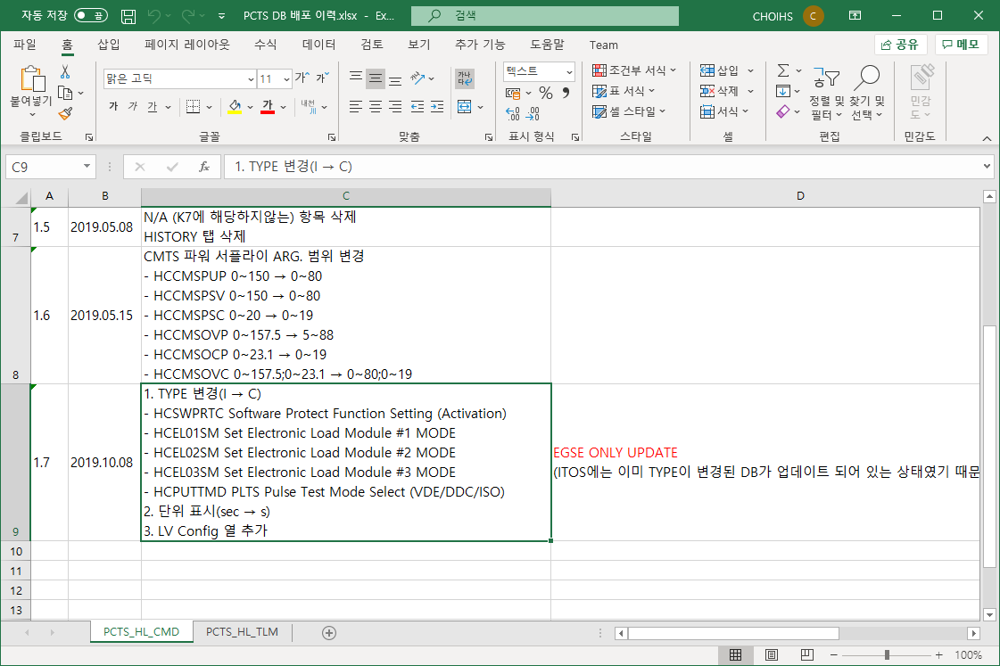 자동 저장 끔 PCTS DB 배포 이력.xlsx - Ex... 검색 CHOIHS C
파일 홈 삽입 페이지 레이아웃 수식 데이터 검토 보기 추가 기능 도움말 Team 공유 메모
붙여넣기
맑은 고딕 11 가 가
가 가 가 가 내천
가나다
텍스트
% 9
조건부 서식
표 서식
셀 스타일
삽입
삭제
서식
정렬 및 필터
찾기 및 선택
민감도
클립보드 글꼴 맞춤 표시 형식 스타일 셀 편집 민감도
C9 fx 1. TYPE 변경(I → C)
A B C D
7 1.5 2019.05.08 N/A (K7에 해당하지않는) 항목 삭제
HISTORY 탭 삭제
8 1.6 2019.05.15 CMTS 파워 서플라이 ARG. 범위 변경
- HCCMSPUP 0~150 → 0~80
- HCCMSPSV 0~150 → 0~80
- HCCMSPSC 0~20 → 0~19
- HCCMSOVP 0~157.5 → 5~88
- HCCMSOCP 0~23.1 → 0~19
- HCCMSOVC 0~157.5;0~23.1 → 0~80;0~19
9 1.7 2019.10.08 1. TYPE 변경(I → C)
- HCSWPRTC Software Protect Function Setting (Activation)
- HCEL01SM Set Electronic Load Module #1 MODE
- HCEL02SM Set Electronic Load Module #2 MODE
- HCEL03SM Set Electronic Load Module #3 MODE
- HCPUTTMD PLTS Pulse Test Mode Select (VDE/DDC/ISO)
2. 단위 표시(sec → s)
3. LV Config 열 추가
EGSE ONLY UPDATE
(ITOS에는 이미 TYPE이 변경된 DB가 업데이트 되어 있는 상태였기 때문
10
11
12
13
PCTS_HL_CMD PCTS_HL_TLM
100%